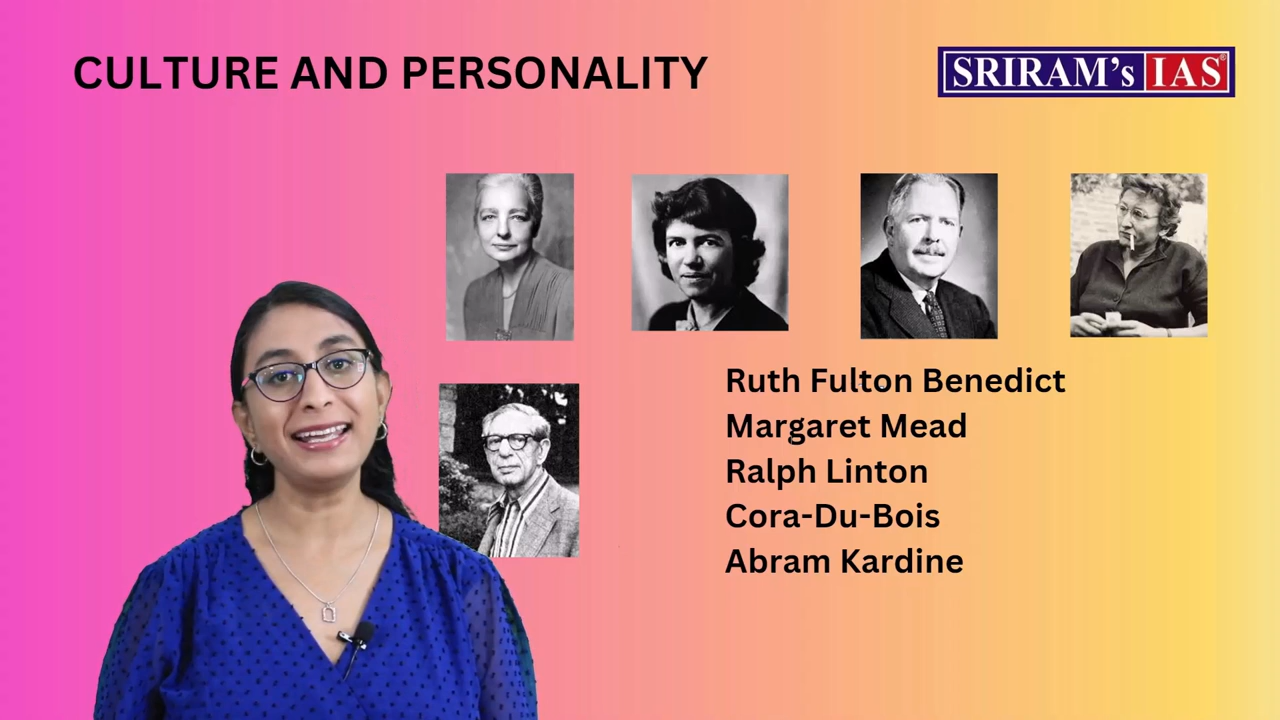 CULTURE AND PERSONALITY
SRIRAM's IAS®
Ruth Fulton Benedict
Margaret Mead
Ralph Linton
Cora-Du-Bois
Abram Kardine